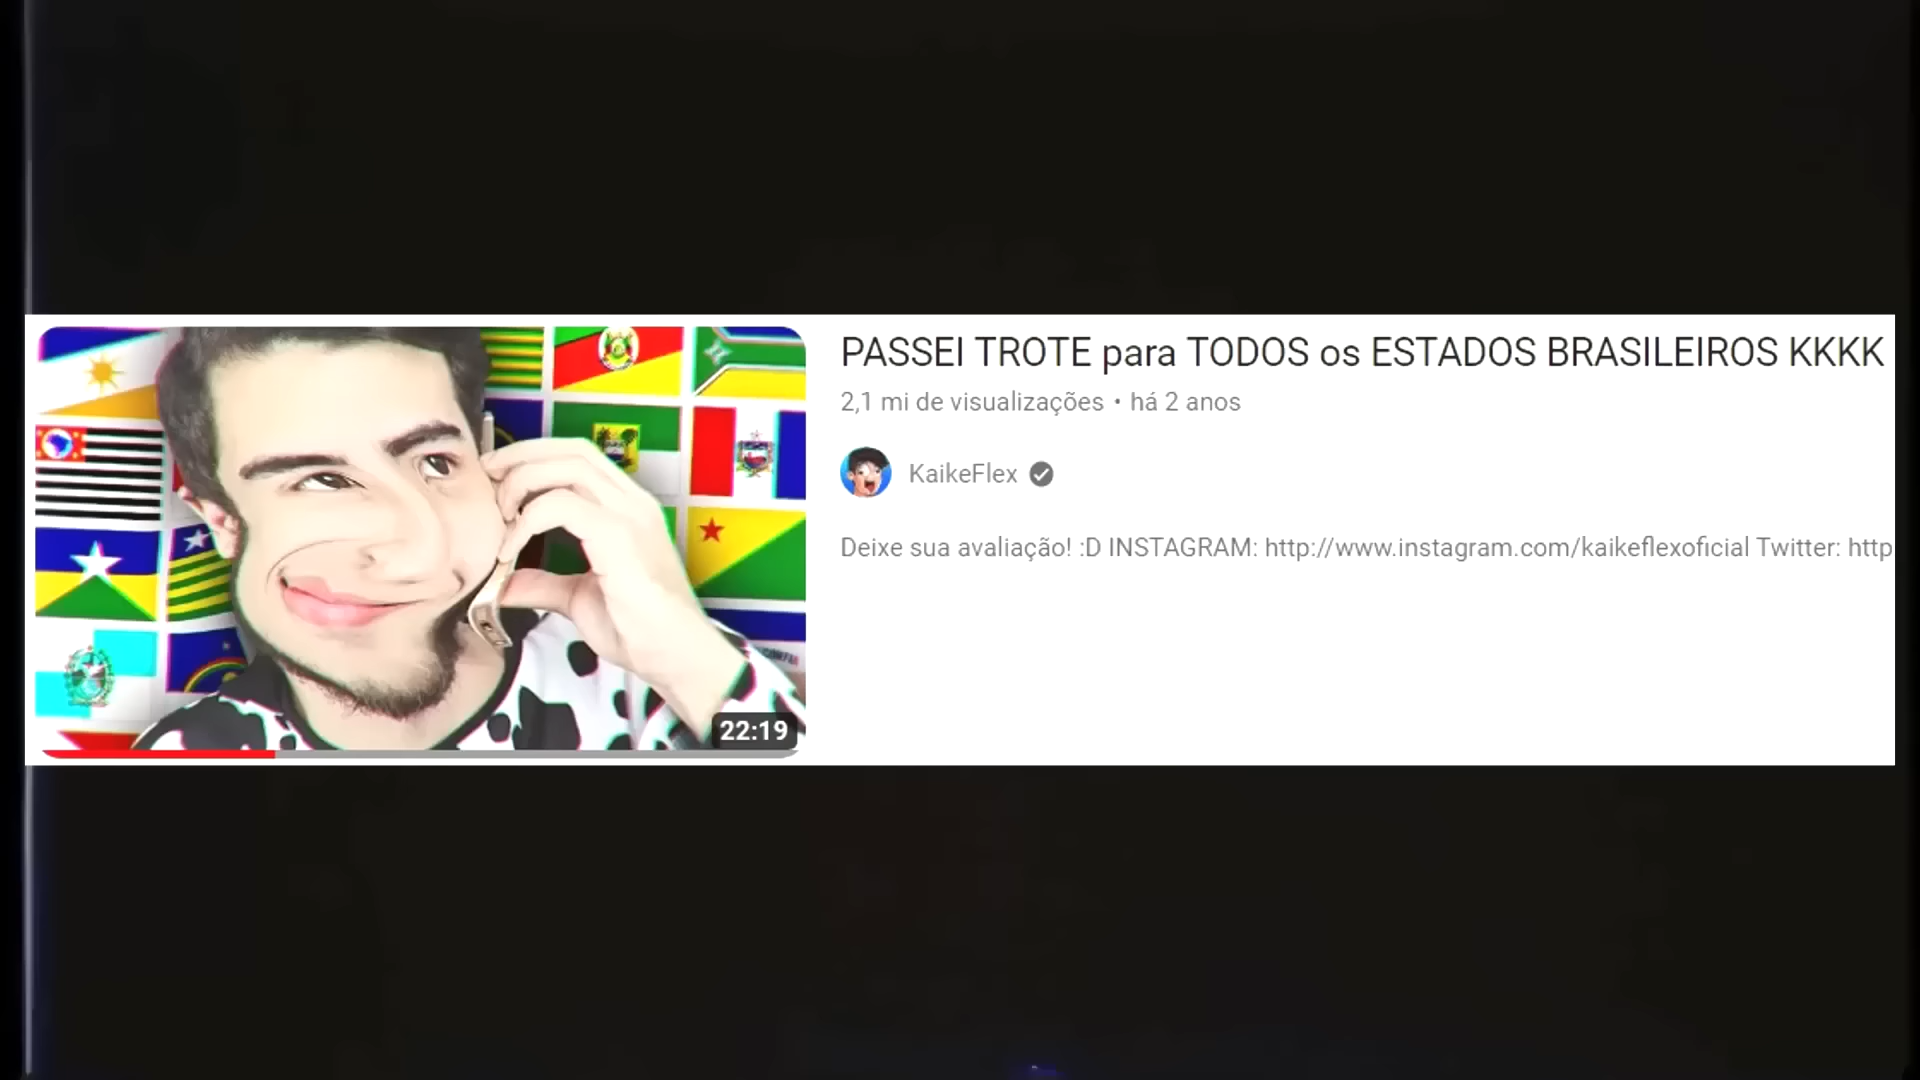 PASSEI TROTE para TODOS os ESTADOS BRASILEIROS KKKK
2,1 mi de visualizações • há 2 anos
KaikeFlex
Deixe sua avaliação! :D INSTAGRAM: http://www.instagram.com/kaikeflexoficial Twitter: http
22:19